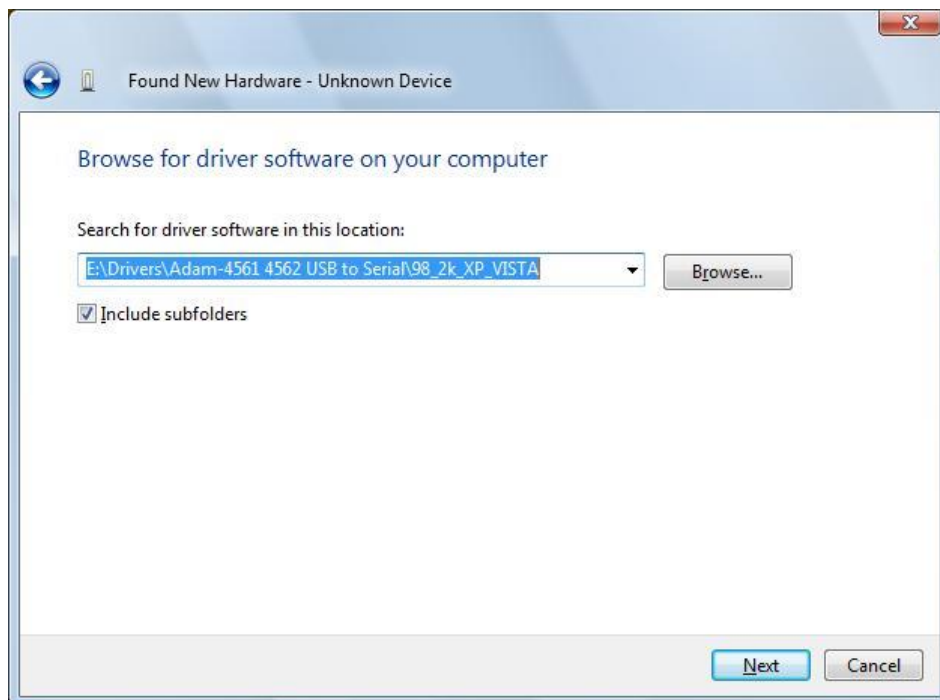 Found New Hardware - Unknown Device
Browse for driver software on your computer
Search for driver software in this location:
E:\Drivers\Adam-4561 4562 USB to Serial\98_2k_XP_VISTA
Browse...
Include subfolders
Next
Cancel